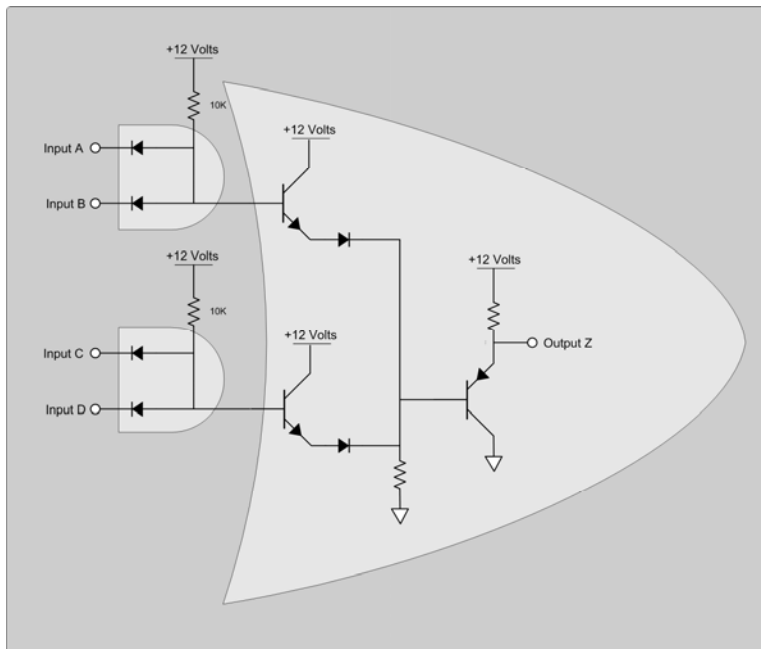 +12 Volts
10K
+12 Volts
Input A
Input B
+12 Volts
+12 Volts
10K
+12 Volts
Output Z
Input C
Input D